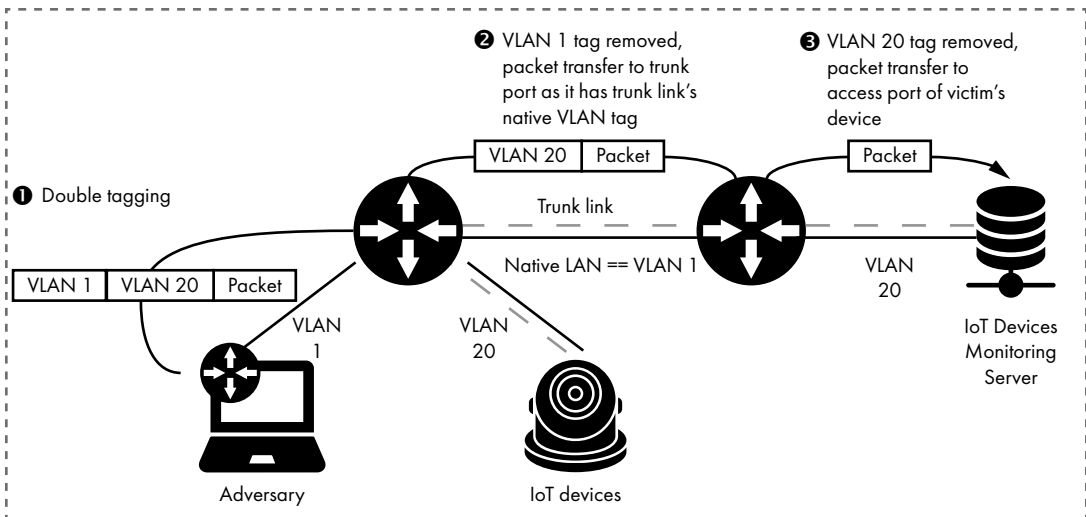 ❷ VLAN 1 tag removed,
packet transfer to trunk
port as it has trunk link's
native VLAN tag
❸ VLAN 20 tag removed,
packet transfer to
access port of victim's
device
VLAN 20 Packet
Packet
❶ Double tagging
Trunk link
VLAN 1 VLAN 20 Packet
Native LAN == VLAN 1
VLAN
20
VLAN
1
VLAN
20
IoT Devices
Monitoring
Server
Adversary
IoT devices